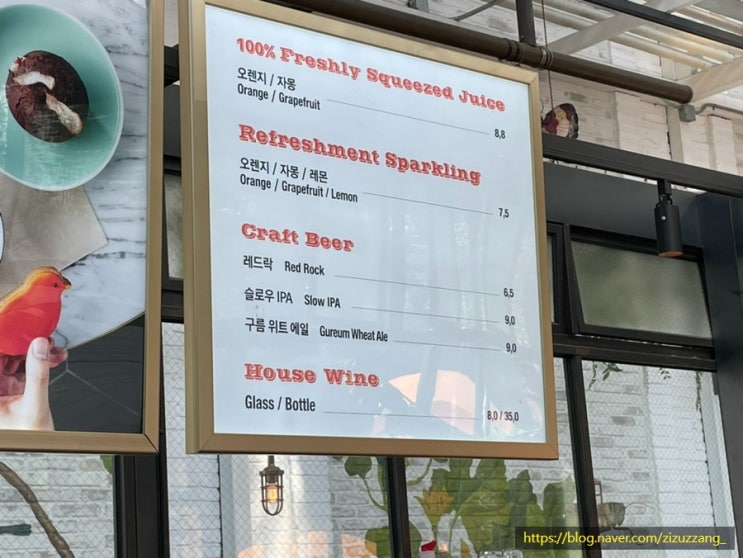 100% Freshly Squeezed Juice
오렌지 / 자몽
Orange / Grapefruit 8,8
Refreshment Sparkling
오렌지 / 자몽 / 레몬
Orange / Grapefruit / Lemon 7,5
Craft Beer
레드락 Red Rock 6,5
슬로우 IPA Slow IPA 9,0
구름 위트 에일 Gureum Wheat Ale 9,0
House Wine
Glass / Bottle 8,0 / 35,0
https://blog.naver.com/zizuzzang_